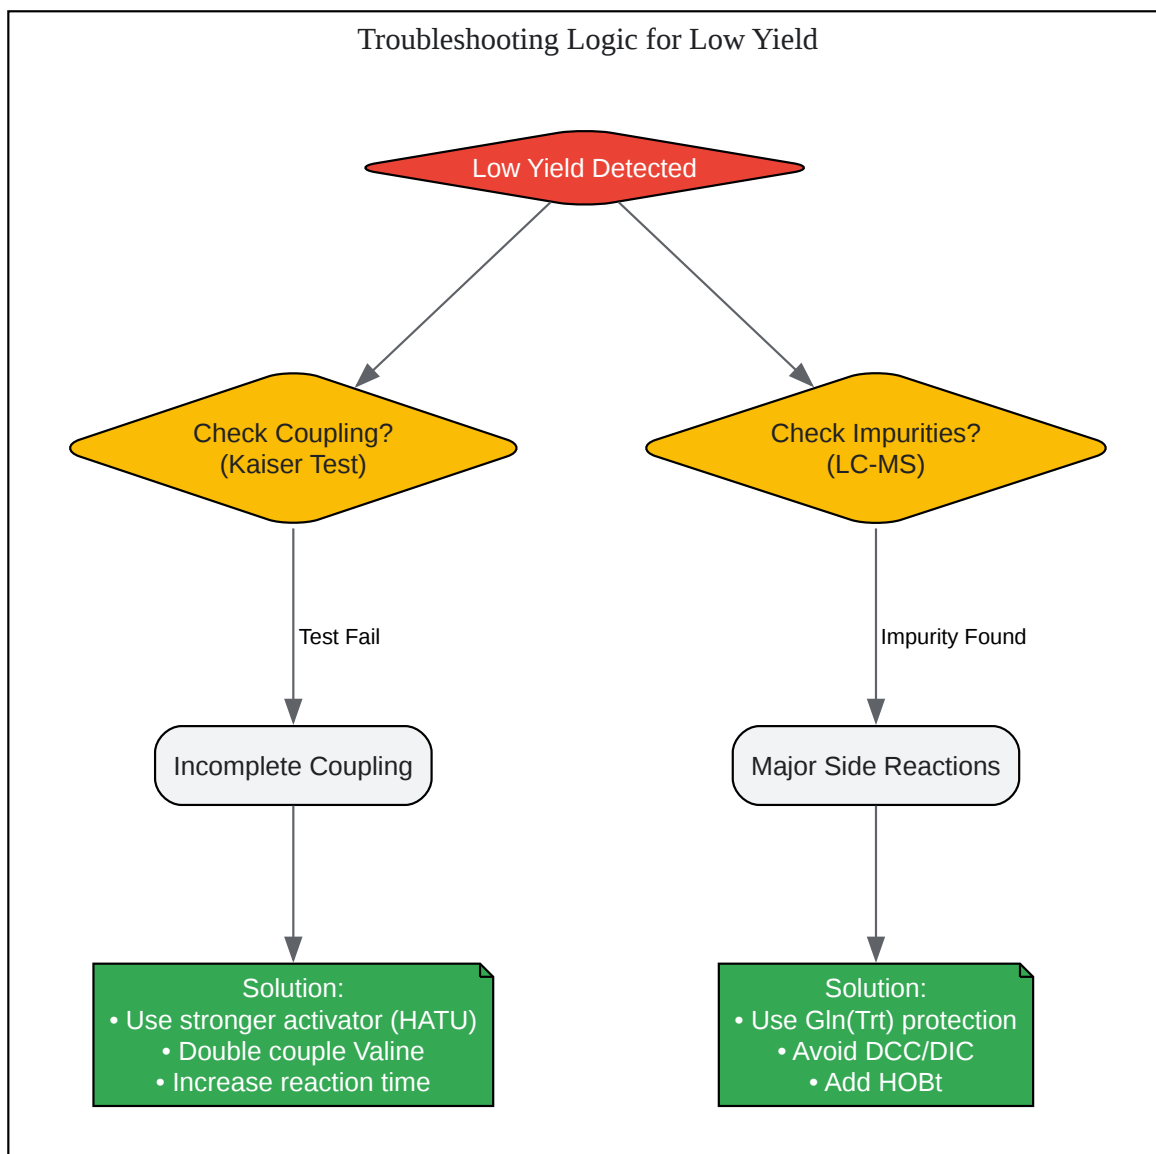 Troubleshooting Logic for Low Yield
Low Yield Detected
Check Coupling?
(Kaiser Test)
Check Impurities?
(LC-MS)
Test Fail
Impurity Found
Incomplete Coupling
Major Side Reactions
Solution:
• Use stronger activator (HATU)
• Double couple Valine
• Increase reaction time
Solution:
• Use Gln(Trt) protection
• Avoid DCC/DIC
• Add HOBt